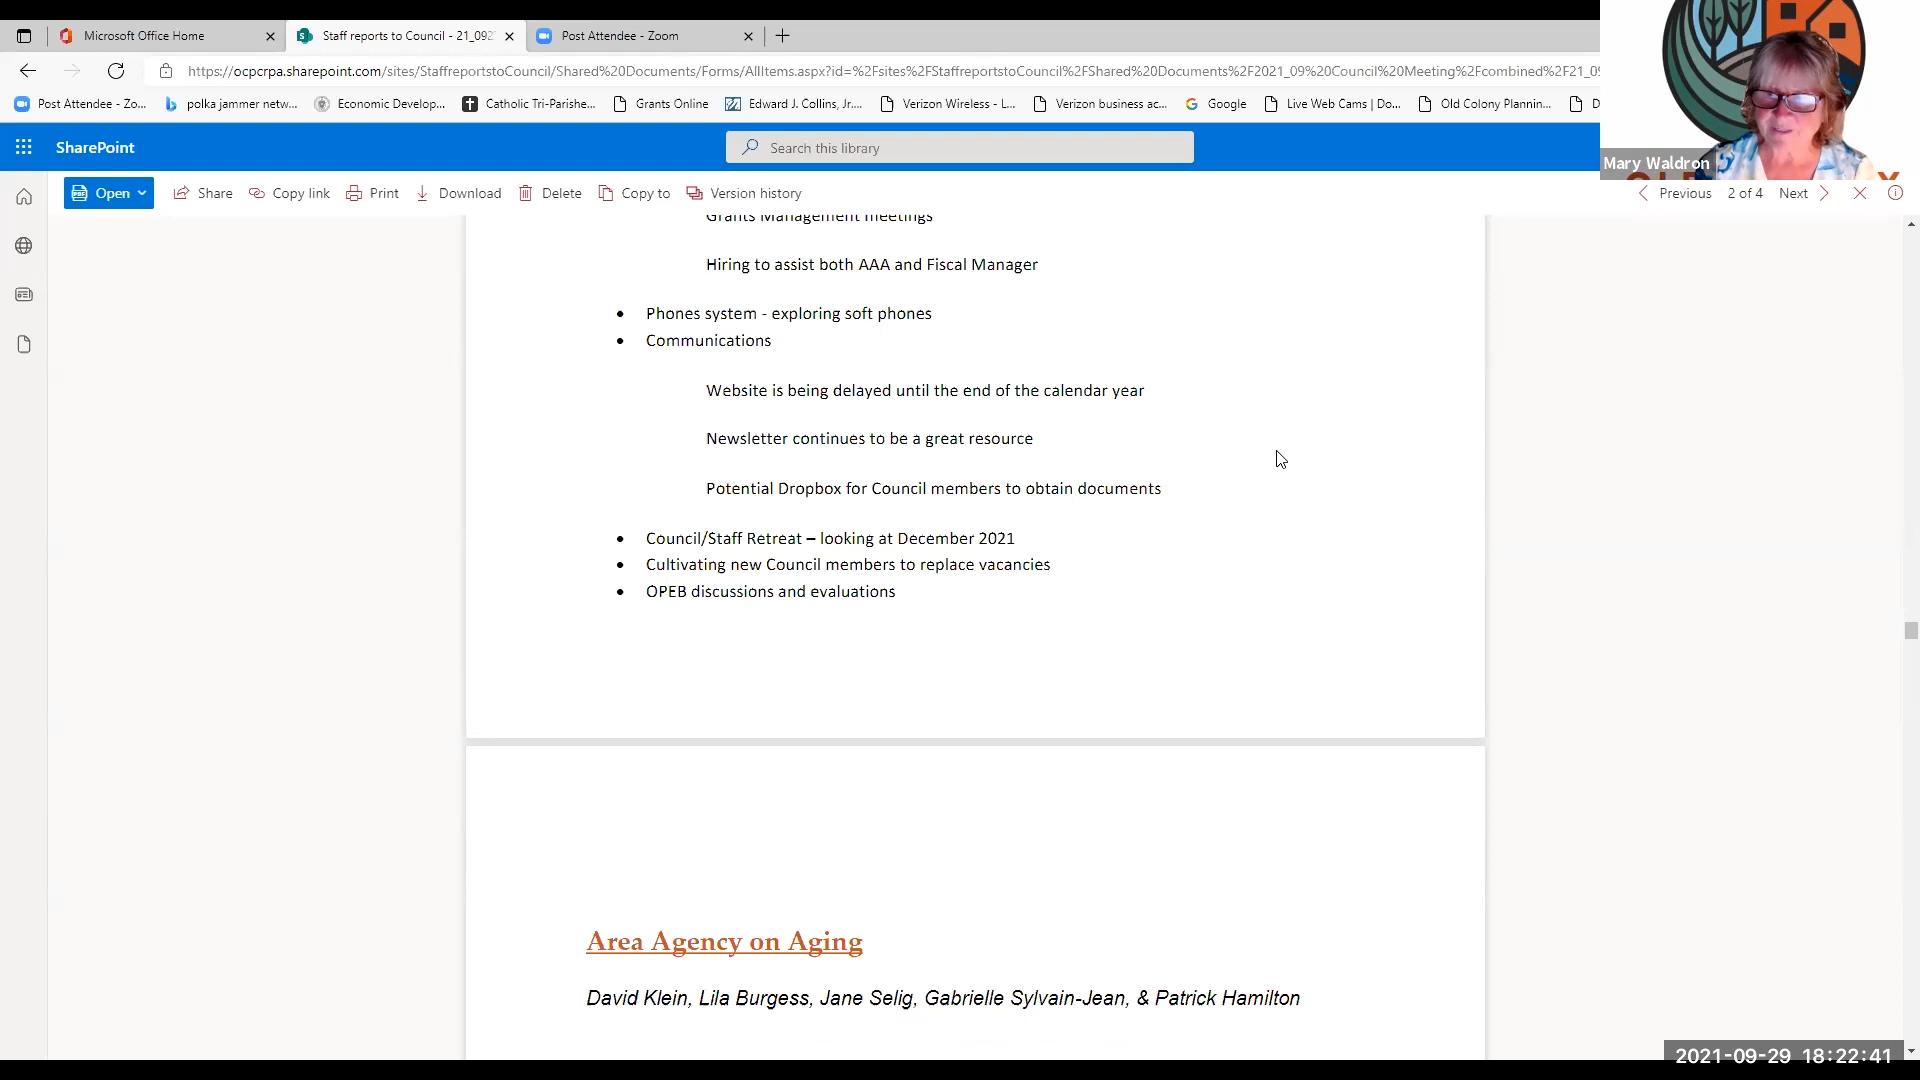 Microsoft Office Home
Staff reports to Council - 21_092
Post Attendee - Zoom
https://ocpcrpa.sharepoint.com/sites/StaffreportstoCouncil/Shared%20Documents/Forms/AllItems.aspx?id=%2Fsites%2FStaffreportstoCouncil%2FShared%20Documents%2F2021_09%20Council%20Meeting%2Fcombined%2F21_09
Post Attendee - Zo...
polka jammer netw...
Economic Develop...
Catholic Tri-Parishe...
Grants Online
Edward J. Collins, Jr....
Verizon Wireless - L...
Verizon business ac...
Google
Live Web Cams | Do...
Old Colony Plannin...
D
SharePoint
Search this library
Mary Waldron
Open
Share
Copy link
Print
Download
Delete
Copy to
Version history
Previous
2 of 4
Next
Grants Management meetings
Hiring to assist both AAA and Fiscal Manager
• Phones system - exploring soft phones
• Communications
Website is being delayed until the end of the calendar year
Newsletter continues to be a great resource
Potential Dropbox for Council members to obtain documents
• Council/Staff Retreat – looking at December 2021
• Cultivating new Council members to replace vacancies
• OPEB discussions and evaluations
Area Agency on Aging
David Klein, Lila Burgess, Jane Selig, Gabrielle Sylvain-Jean, & Patrick Hamilton
2021-09-29 18:22:41